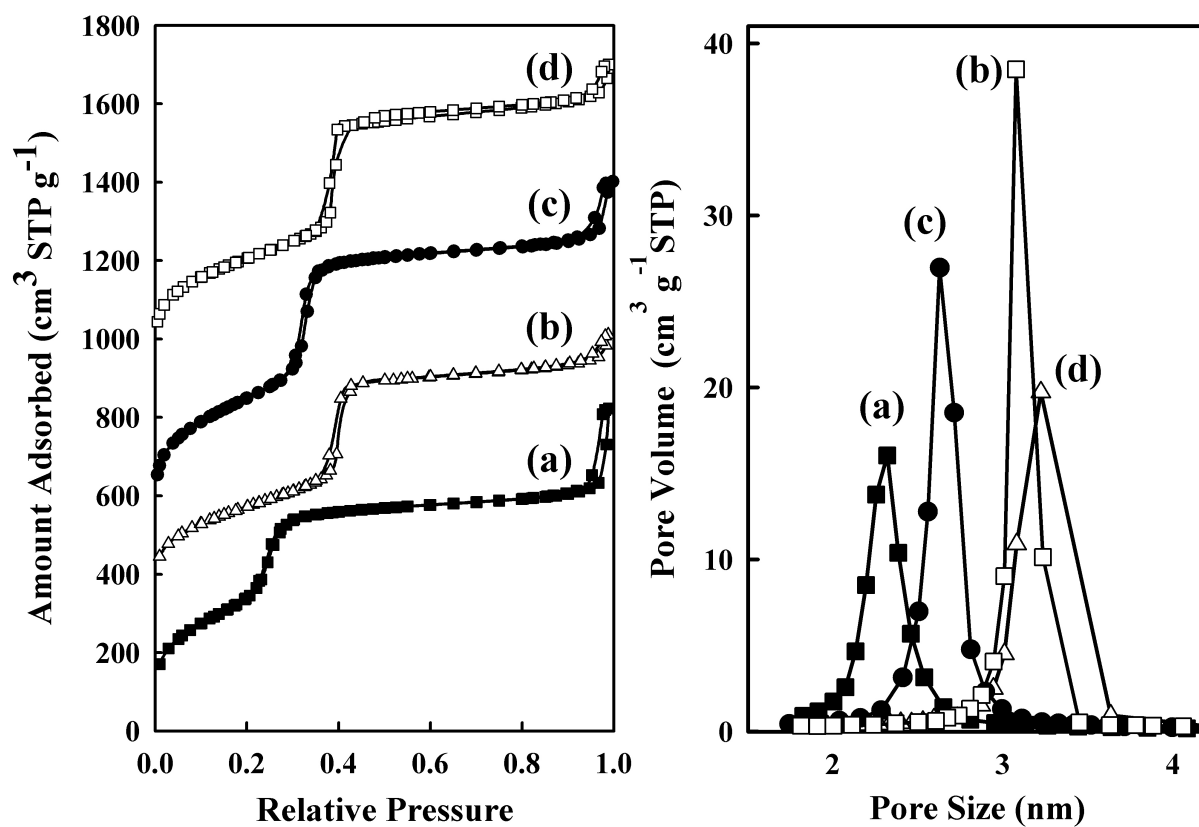 Amount Adsorbed (cm3 STP g-1)
1800
1600
1400
1200
1000
800
600
400
200
0
(d)
(c)
(b)
(a)
0.0 0.2 0.4 0.6 0.8 1.0
Relative Pressure
Pore Volume (cm3 g-1 STP)
40
30
20
10
0
(b)
(c)
(d)
(a)
2 3 4
Pore Size (nm)